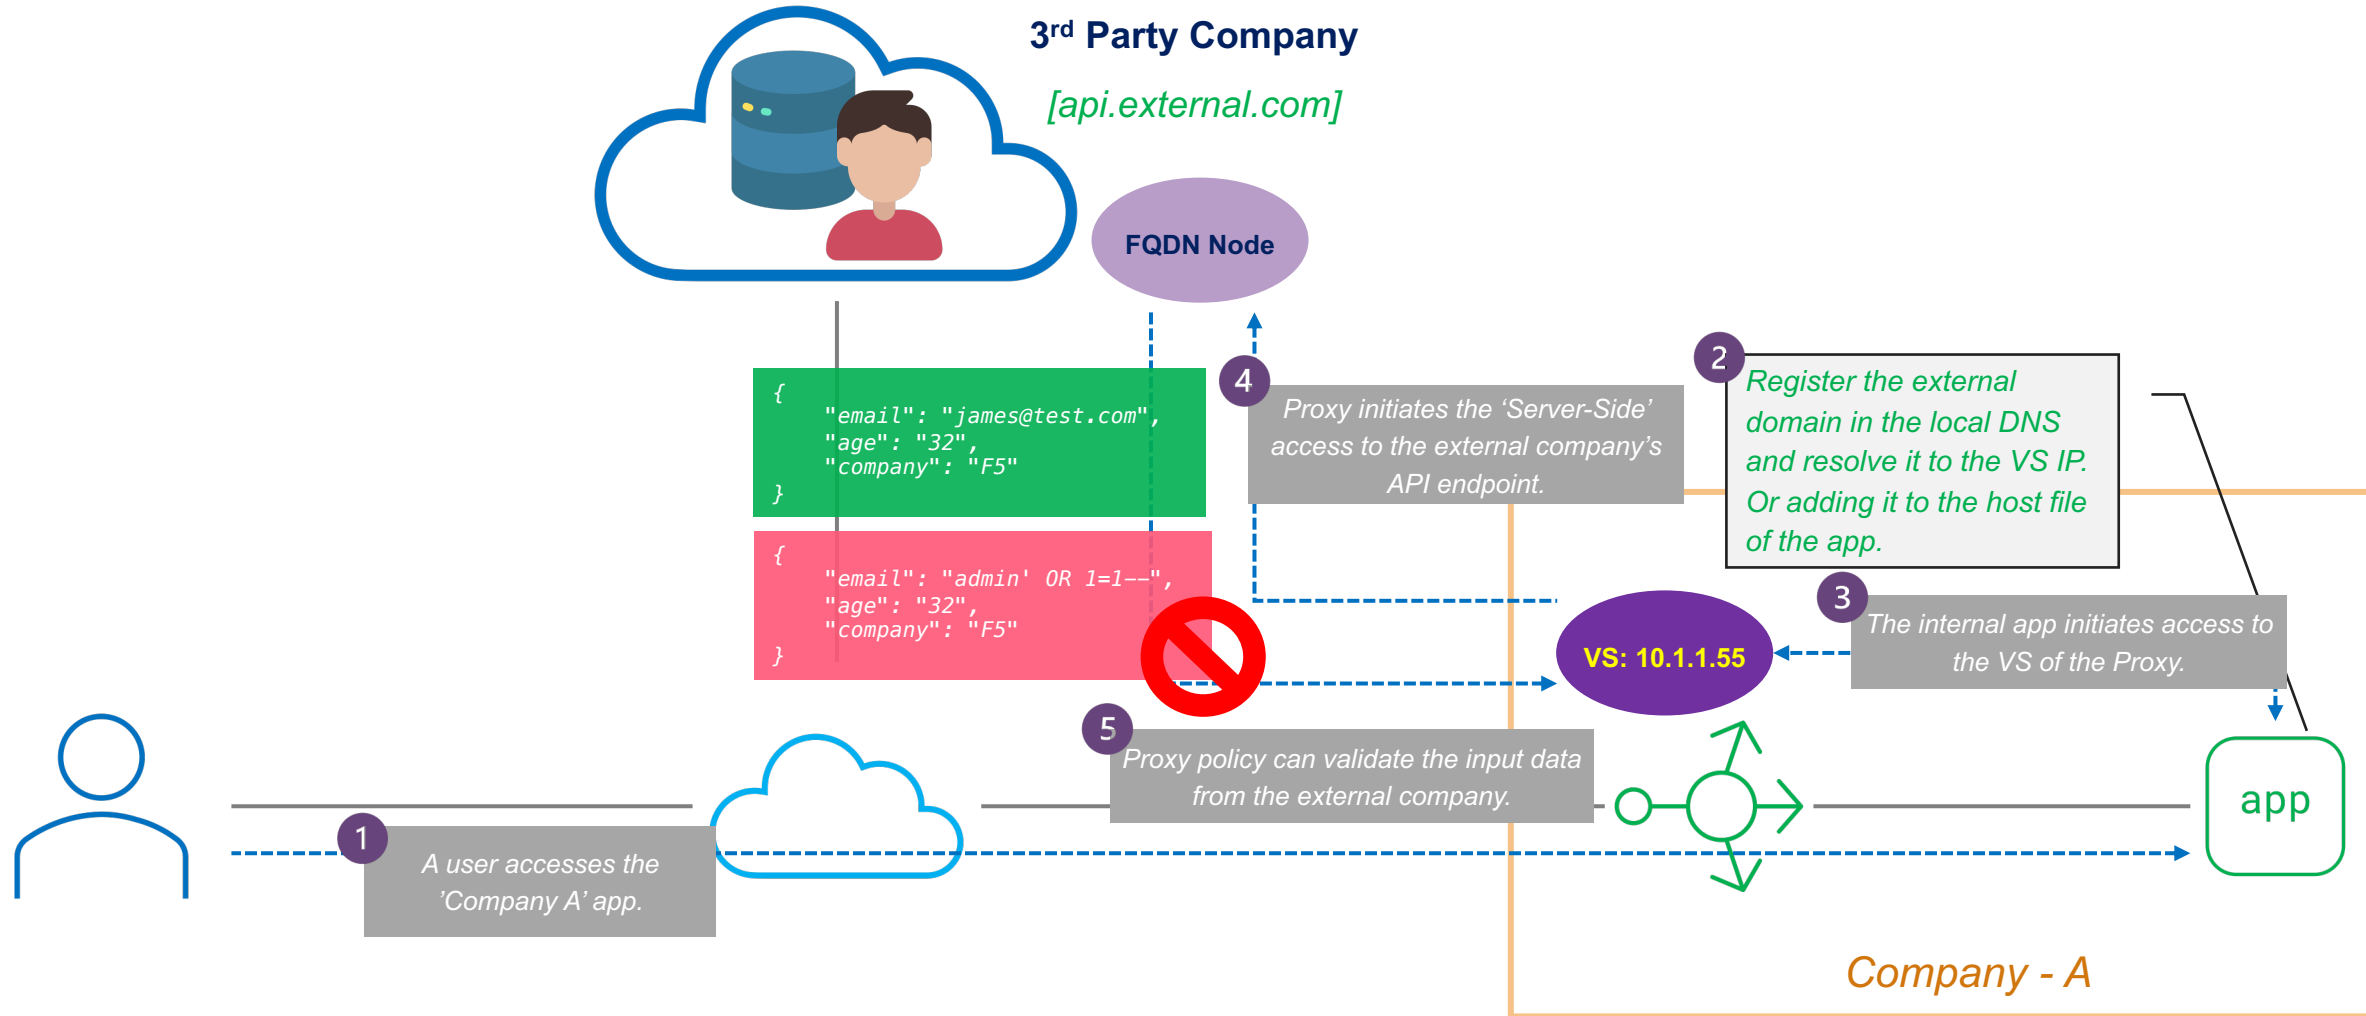 3rd Party Company
[api.external.com]
FQDN Node
{
"email": "james@test.com",
"age": "32",
"company": "F5"
}
{
"email": "admin' OR 1=1--",
"age": "32",
"company": "F5"
}
4
Proxy initiates the ‘Server-Side’
access to the external company’s
API endpoint.
2
Register the external
domain in the local DNS
and resolve it to the VS IP.
Or adding it to the host file
of the app.
3
The internal app initiates access to
the VS of the Proxy.
VS: 10.1.1.55
5
Proxy policy can validate the input data
from the external company.
1
A user accesses the
’Company A’ app.
app
Company - A